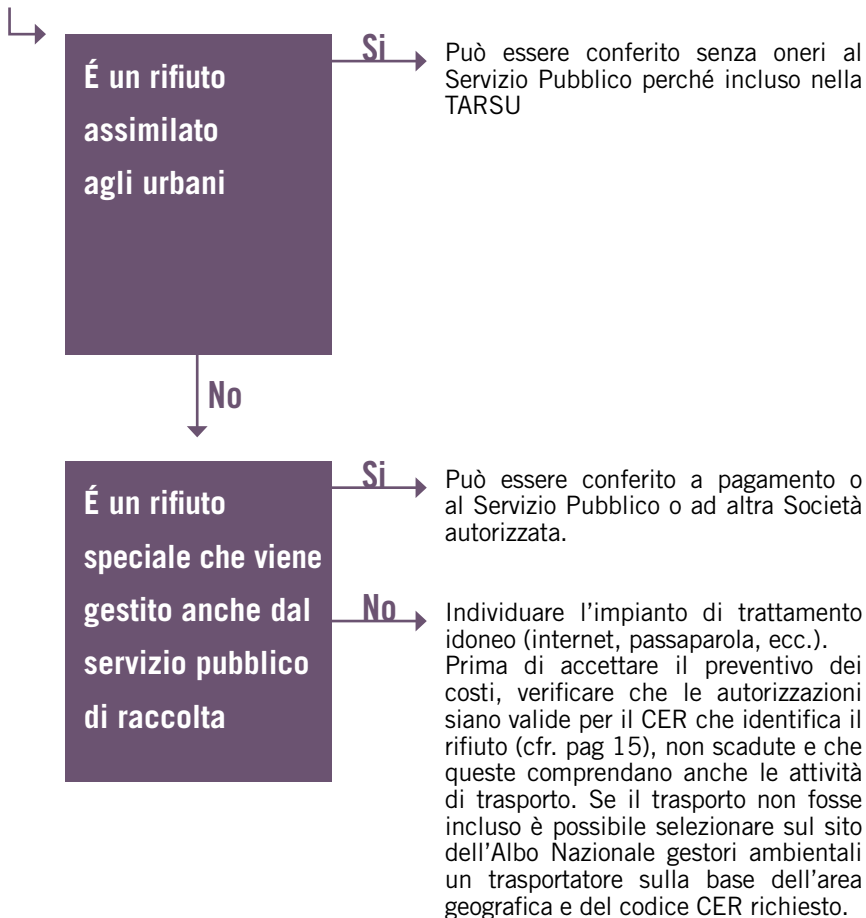 É un rifiuto
assimilato
agli urbani
Si
Può essere conferito senza oneri al
Servizio Pubblico perché incluso nella
TARSU
No
É un rifiuto
speciale che viene
gestito anche dal
servizio pubblico
di raccolta
Si
Può essere conferito a pagamento o
al Servizio Pubblico o ad altra Società
autorizzata.
No
Individuare l'impianto di trattamento
idoneo (internet, passaparola, ecc.).
Prima di accettare il preventivo dei
costi, verificare che le autorizzazioni
siano valide per il CER che identifica il
rifiuto (cfr. pag 15), non scadute e che
queste comprendano anche le attività
di trasporto. Se il trasporto non fosse
incluso è possibile selezionare sul sito
dell'Albo Nazionale gestori ambientali
un trasportatore sulla base dell'area
geografica e del codice CER richiesto.